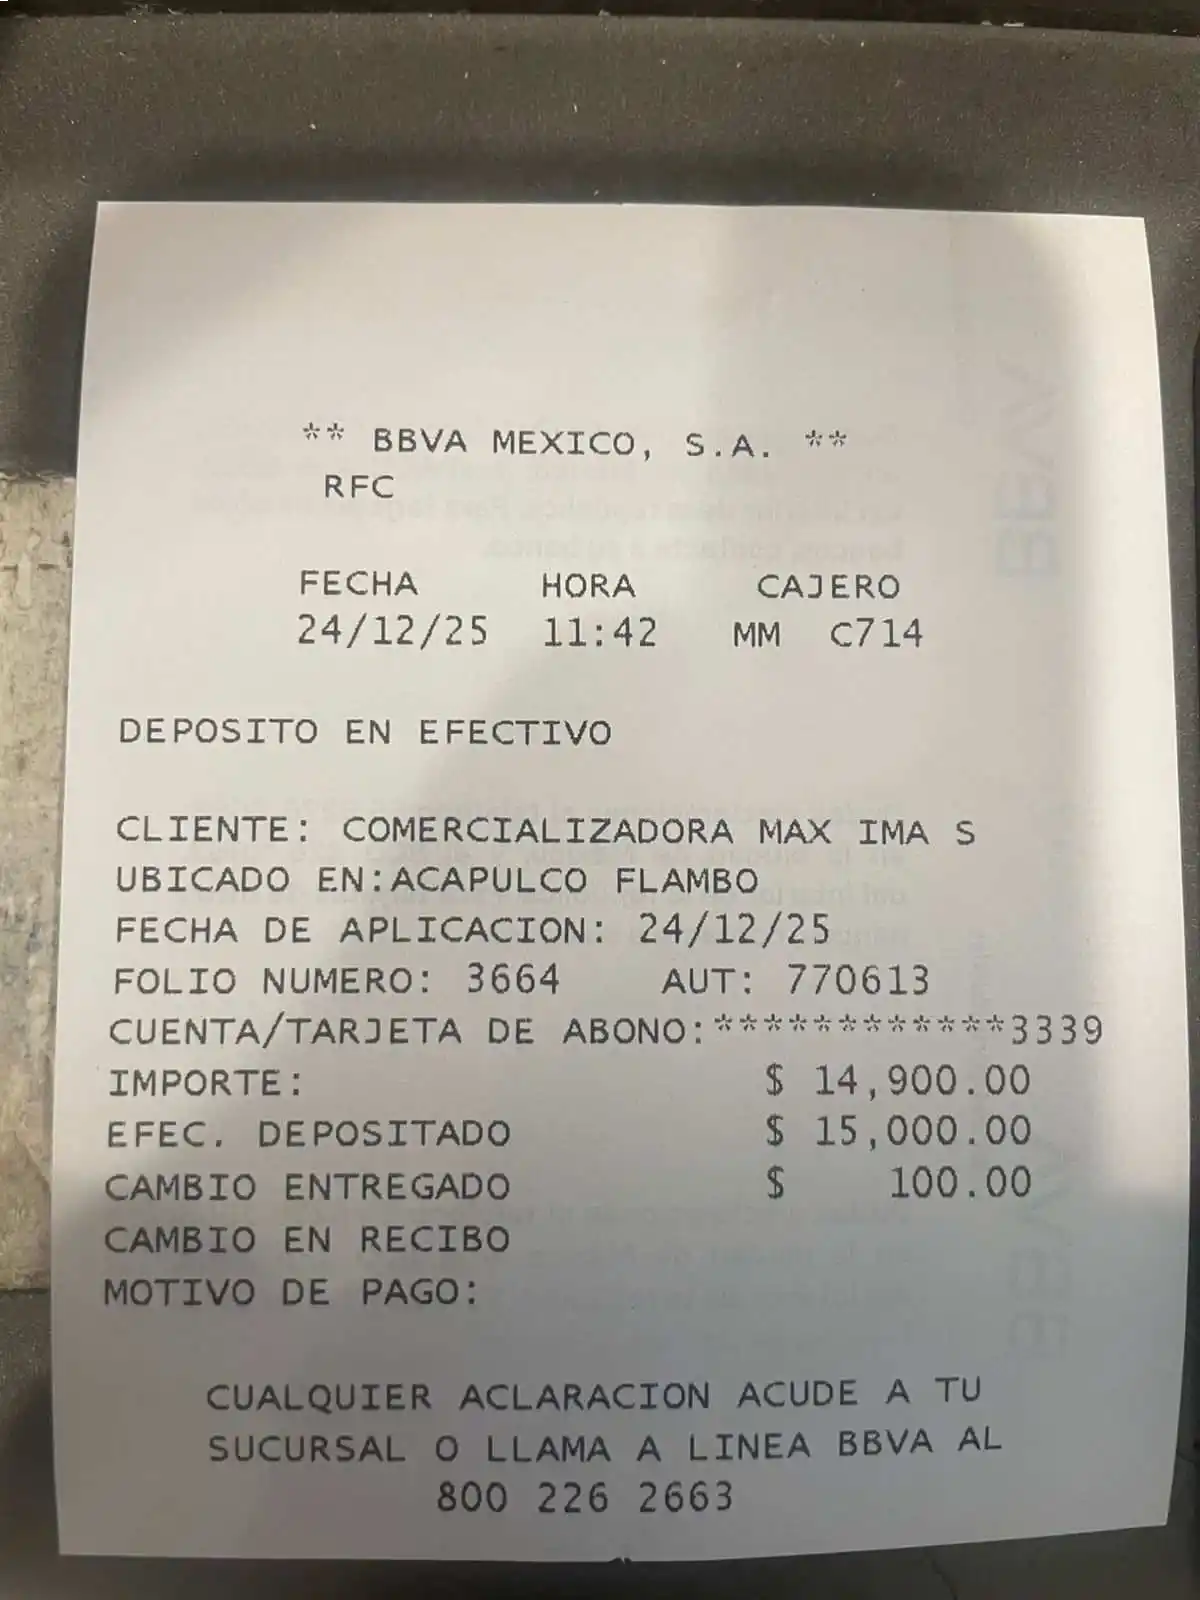 ** BBVA MEXICO, S.A. **
RFC
FECHA HORA CAJERO
24/12/25 11:42 MM C714
DEPOSITO EN EFECTIVO
CLIENTE: COMERCIALIZADORA MAX IMA S
UBICADO EN:ACAPULCO FLAMBO
FECHA DE APLICACION: 24/12/25
FOLIO NUMERO: 3664 AUT: 770613
CUENTA/TARJETA DE ABONO:************3339
IMPORTE: $ 14,900.00
EFEC. DEPOSITADO $ 15,000.00
CAMBIO ENTREGADO $ 100.00
CAMBIO EN RECIBO
MOTIVO DE PAGO:
CUALQUIER ACLARACION ACUDE A TU
SUCURSAL O LLAMA A LINEA BBVA AL
800 226 2663